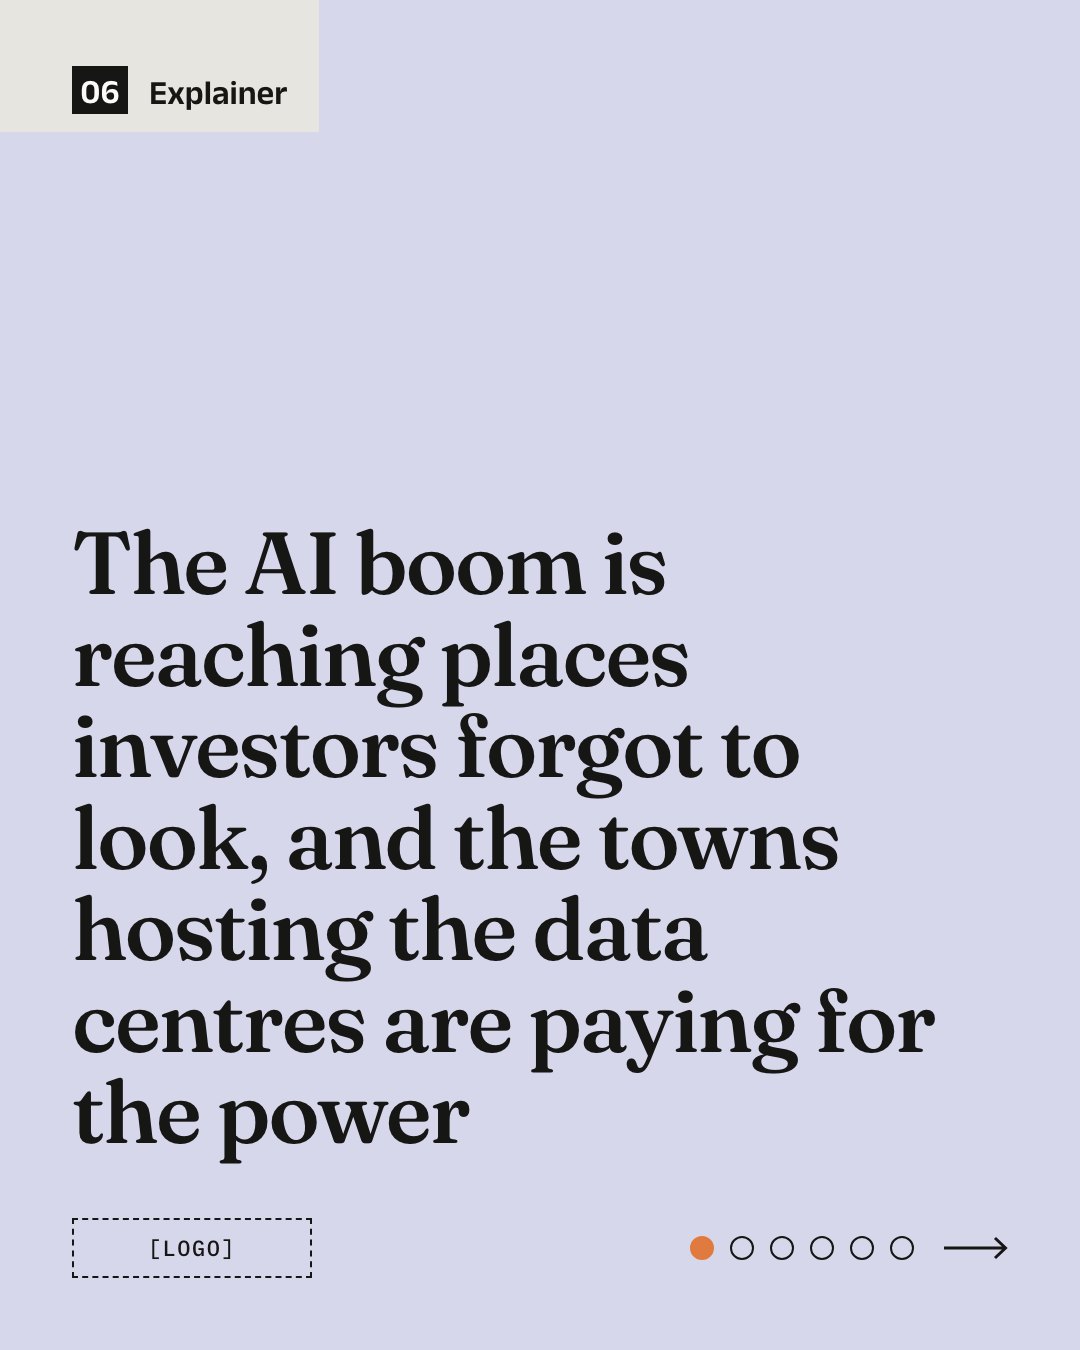 06 Explainer
The AI boom is
reaching places
investors forgot to
look, and the towns
hosting the data
centres are paying for
the power
[LOGO]